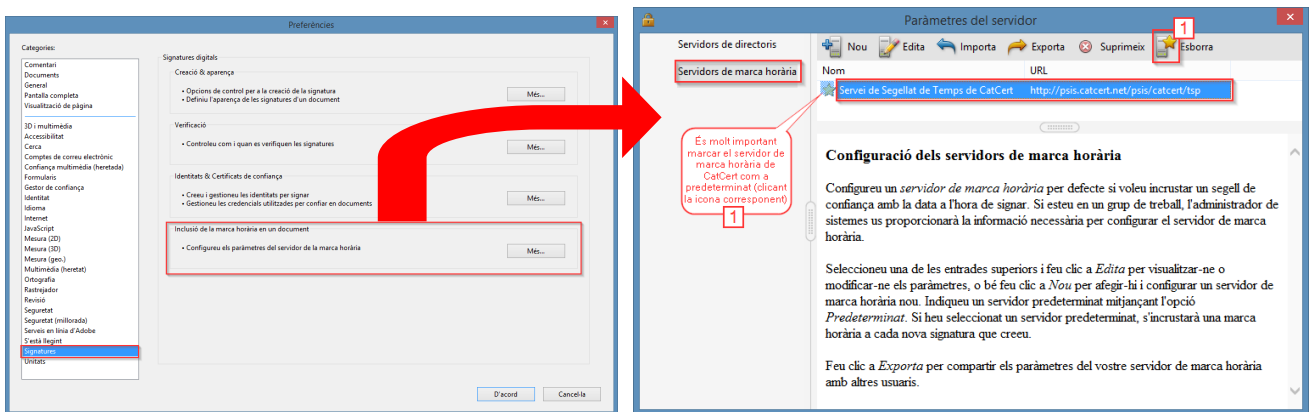 Preferències
Categories:
Comentari
Documents
General
Pantalla completa
Visualització de pàgina
3D i multimèdia
Accessibilitat
Cerca
Comptes de correu electrònic
Confiança multimèdia (heretada)
Formularis
Gestor de confiança
Identitat
Idioma
Internet
JavaScript
Mesura (2D)
Mesura (3D)
Mesura (geo.)
Multimèdia (heretat)
Ortografia
Rastrejador
Revisió
Seguretat
Seguretat (millorada)
Serveis en línia d'Adobe
S'està llegint
Signatures
Unitats
Signatures digitals
Creació & aparença
• Opcions de control per a la creació de la signatura
• Definiu l'aparença de les signatures d'un document
Més...
Verificació
• Controleu com i quan es verifiquen les signatures
Més...
Identitats & Certificats de confiança
• Creeu i gestioneu les identitats per signar
• Gestioneu les credencials utilitzades per confiar en documents
Més...
Inclusió de la marca horària en un document
• Configureu els paràmetres del servidor de la marca horària
Més...
D'acord
Cancel·la
Paràmetres del servidor
Servidors de directoris
Servidors de marca horària
Nou
Edita
Importa
Exporta
Suprimeix
1
Esborra
Nom
URL
Servei de Segellat de Temps de CatCert
http://psis.catcert.net/psis/catcert/tsp
És molt important
marcar el servidor de
marca horària de
CatCert com a
predeterminat (clicant
la icona corresponent)
1
Configuració dels servidors de marca horària
Configureu un servidor de marca horària per defecte si voleu incrustar un segell de
confiança amb la data a l'hora de signar. Si esteu en un grup de treball, l'administrador de
sistemes us proporcionarà la informació necessària per configurar el servidor de marca
horària.
Seleccioneu una de les entrades superiors i feu clic a Edita per visualitzar-ne o
modificar-ne els paràmetres, o bé feu clic a Nou per afegir-hi i configurar un servidor de
marca horària nou. Indiqueu un servidor predeterminat mitjançant l'opció
Predeterminat. Si heu seleccionat un servidor predeterminat, s'incrustarà una marca
horària a cada nova signatura que creeu.
Feu clic a Exporta per compartir els paràmetres del vostre servidor de marca horària
amb altres usuaris.